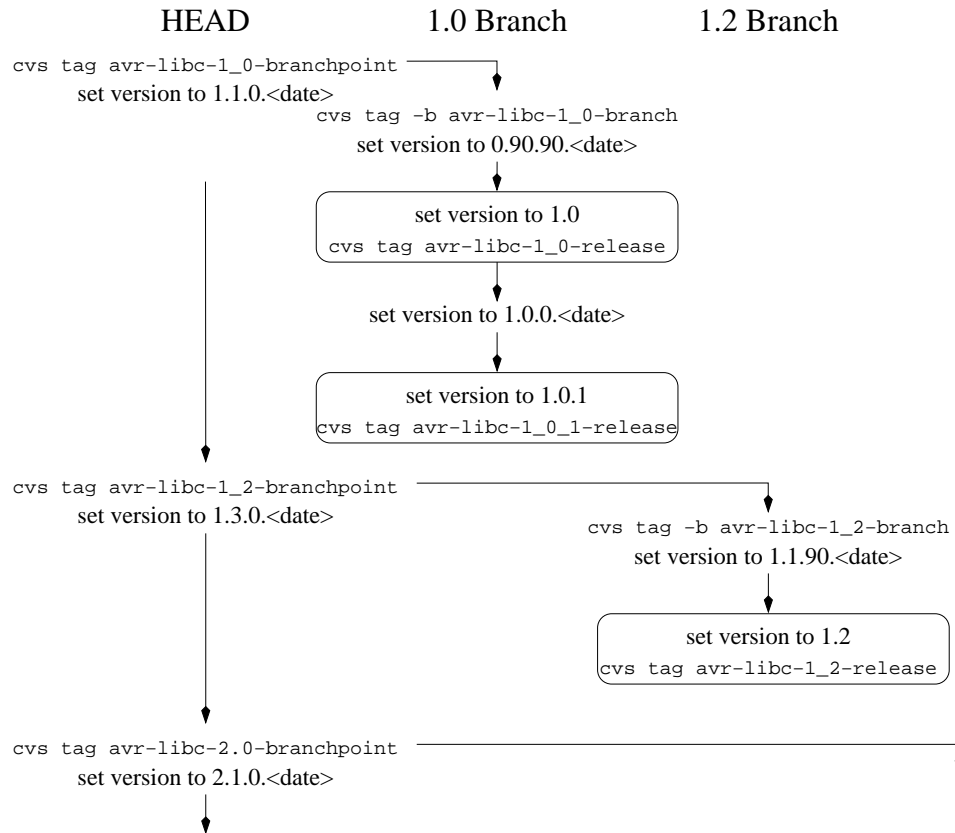 HEAD
1.0 Branch
1.2 Branch
cvs tag avr-libc-1_0-branchpoint
set version to 1.1.0.<date>
cvs tag -b avr-libc-1_0-branch
set version to 0.90.90.<date>
set version to 1.0
cvs tag avr-libc-1_0-release
set version to 1.0.0.<date>
set version to 1.0.1
cvs tag avr-libc-1_0_1-release
cvs tag avr-libc-1_2-branchpoint
set version to 1.3.0.<date>
cvs tag -b avr-libc-1_2-branch
set version to 1.1.90.<date>
set version to 1.2
cvs tag avr-libc-1_2-release
cvs tag avr-libc-2.0-branchpoint
set version to 2.1.0.<date>